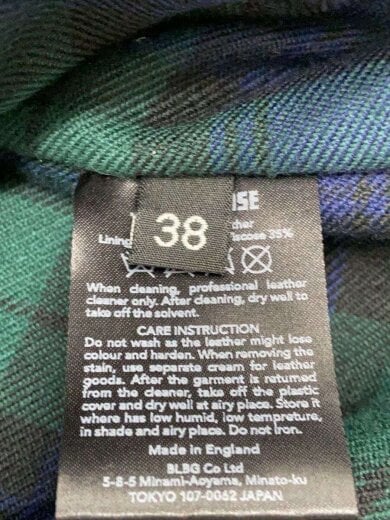 38
35%
When cleaning, professional leather
cleaner only. After cleaning, dry well to
take off the solvent.
CARE INSTRUCTION
Do not wash as the leather might lose
colour and harden. When removing the
stain, use separate cream for leather
goods. After the garment is returned
from the cleaner, take off the plastic
cover and dry well at airy place. Store it
where has low humid, low tempreture,
in shade and airy place. Do not iron.
Made in England
BLBG Co Ltd
5-8-5 Minami-Aoyama, Minato-ku
TOKYO 107-0062 JAPAN